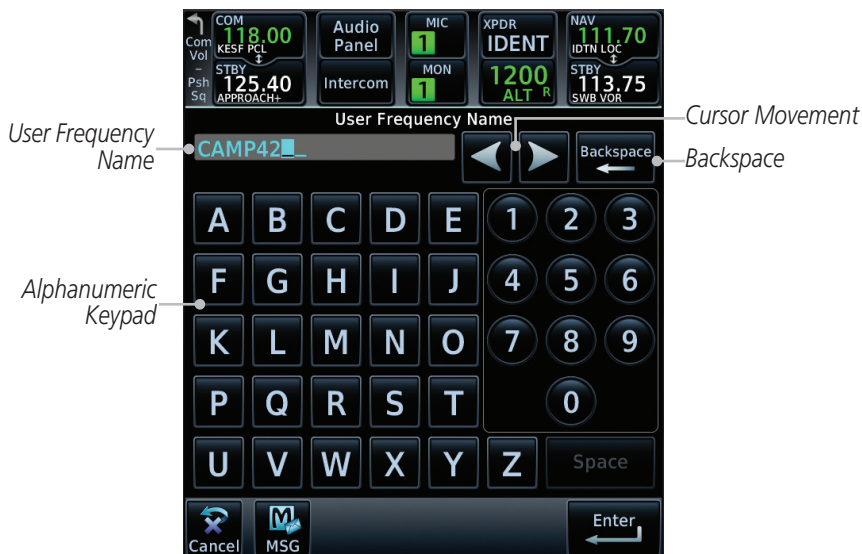 COM
118.00
KESF PCL
Com
Vol
–
Psh
Sq
STBY
125.40
APPROACH+
Audio
Panel
Intercom
MIC
1
MON
1
XPDR
IDENT
1200
ALT R
NAV
111.70
IDTN LOC
STBY
113.75
SWB VOR
User Frequency Name
User Frequency
Name
CAMP42__
Backspace
Cursor Movement
Backspace
A B C D E 1 2 3
Alphanumeric
Keypad
F G H I J 4 5 6
K L M N O 7 8 9
P Q R S T 0
U V W X Y Z Space
Cancel
MSG
Enter